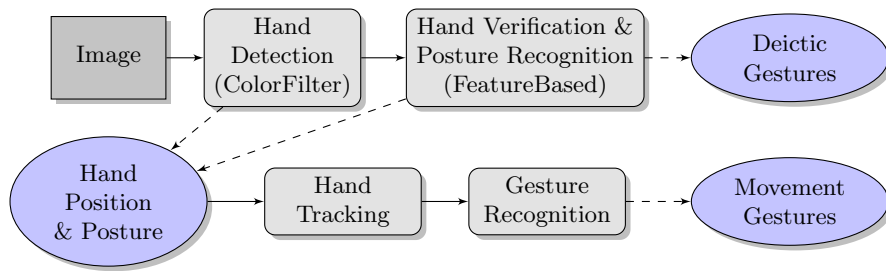 Image
Hand
Detection
(ColorFilter)
Hand Verification &
Posture Recognition
(FeatureBased)
Deictic
Gestures
Hand
Position
& Posture
Hand
Tracking
Gesture
Recognition
Movement
Gestures